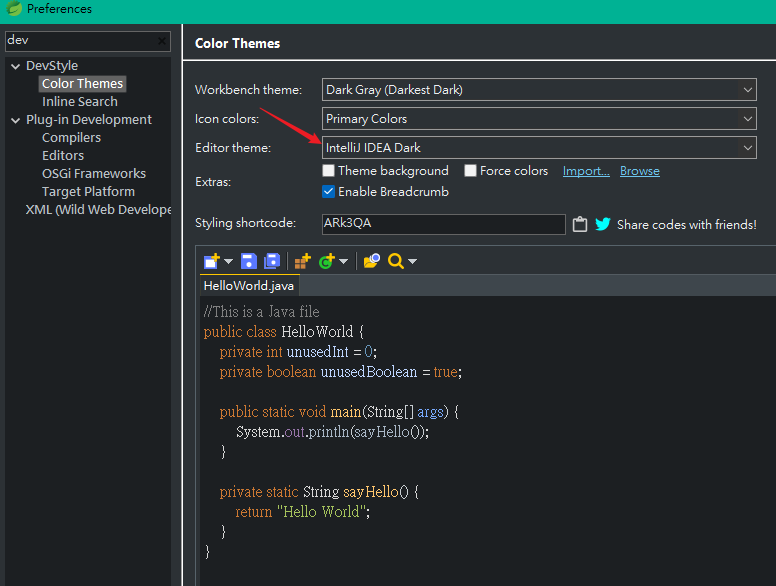 Preferences
dev
DevStyle
Color Themes
Inline Search
Plug-in Development
Compilers
Editors
OSGi Frameworks
Target Platform
XML (Wild Web Develope
Color Themes
Workbench theme: Dark Gray (Darkest Dark)
Icon colors: Primary Colors
Editor theme: IntelliJ IDEA Dark
Extras: Theme background Force colors Import... Browse
Enable Breadcrumb
Styling shortcode: ARk3QA Share codes with friends!
HelloWorld.java
//This is a Java file
public class HelloWorld {
private int unusedInt = 0;
private boolean unusedBoolean = true;
public static void main(String[] args) {
System.out.println(sayHello());
}
private static String sayHello() {
return "Hello World";
}
}